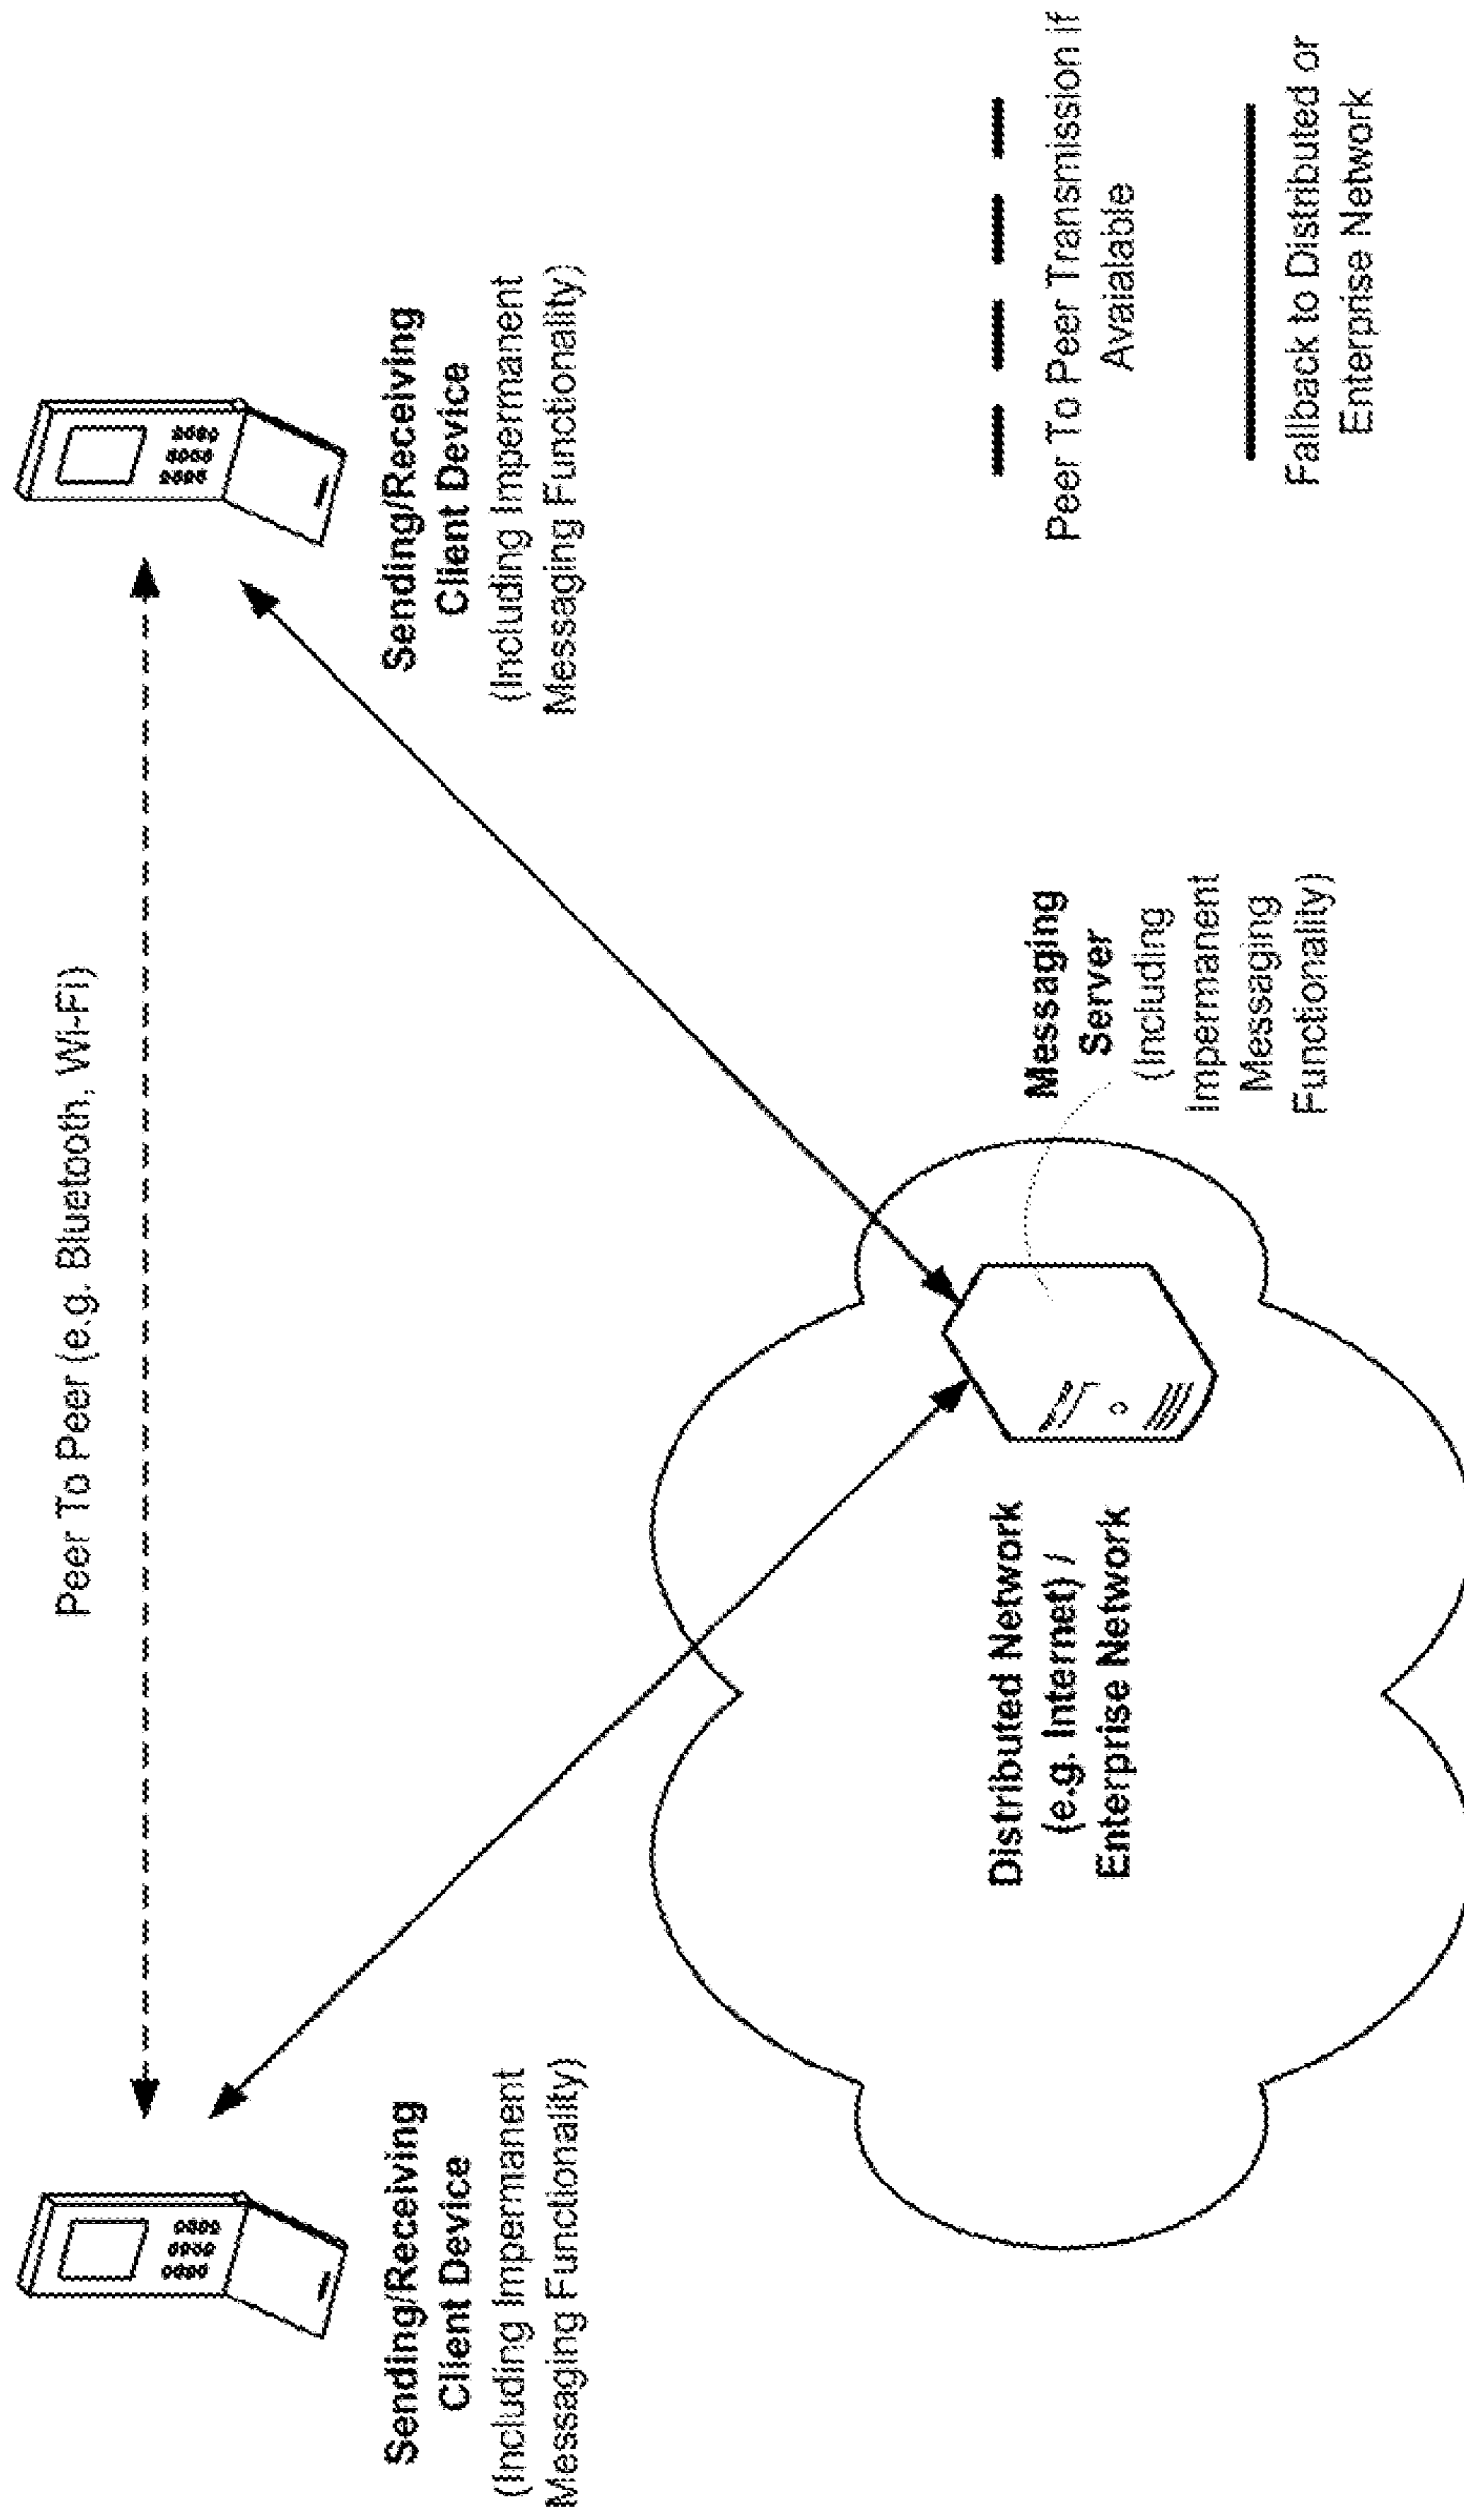 Peer To Peer (e.g. Bluetooth, Wi-Fi)
Sending/Receiving
Client Device
(Including Impermanent
Messaging Functionality)
Sending/Receiving
Client Device
(Including Impermanent
Messaging Functionality)
Distributed Network
(e.g. Internet) /
Enterprise Network
Messaging
Server
(Including
Impermanent
Messaging
Functionality)
Peer To Peer Transmission if
Avaialable
Fallback to Distributed or
Enterprise Network